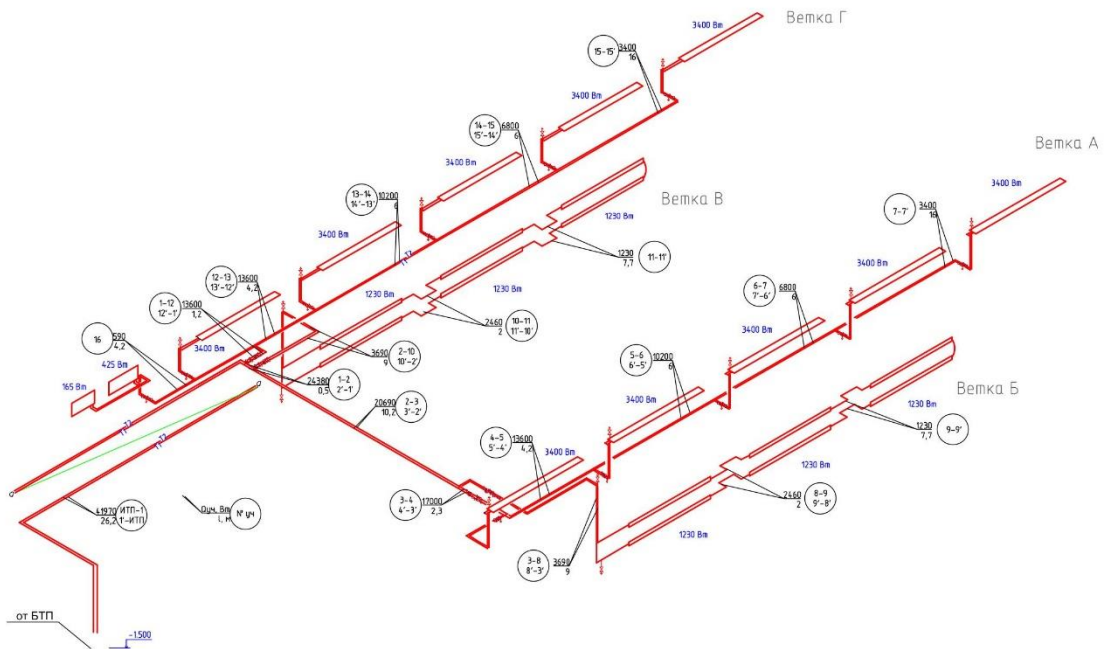 Ветка Г
3400 Вт
15-15'
3400
16
3400 Вт
14-15
15'-14'
6800
6
Ветка А
3400 Вт
13-14
14'-13'
10200
6
Ветка В
3400 Вт
1230 Вт
7-7'
3400
16
3400 Вт
12-13
13'-12'
13600
4,2
1230
7,7
11-11'
3400 Вт
1-12
12'-1'
13600
1,2
1230 Вт
1230 Вт
6-7
7'-6'
6800
6
16
590
4,2
3400 Вт
2460
2
10-11
11'-10'
3400 Вт
425 Вт
3690
9
2-10
10'-2'
165 Вт
24380
0,5
1-2
2'-1'
5-6
6'-5'
10200
6
Т2
20690
10,2
2-3
3'-2'
3400 Вт
Ветка Б
4-5
5'-4'
13600
4,2
3400 Вт
1230 Вт
1230
7,7
9-9'
3-4
4'-3'
17000
2,3
1230 Вт
2460
2
8-9
9'-8'
41970
26,2
ИТП-1
1'-ИТП
Qуч, Вт
l, м
№ уч
1230 Вт
3-8
8'-3'
3690
9
от БТП
-1.500